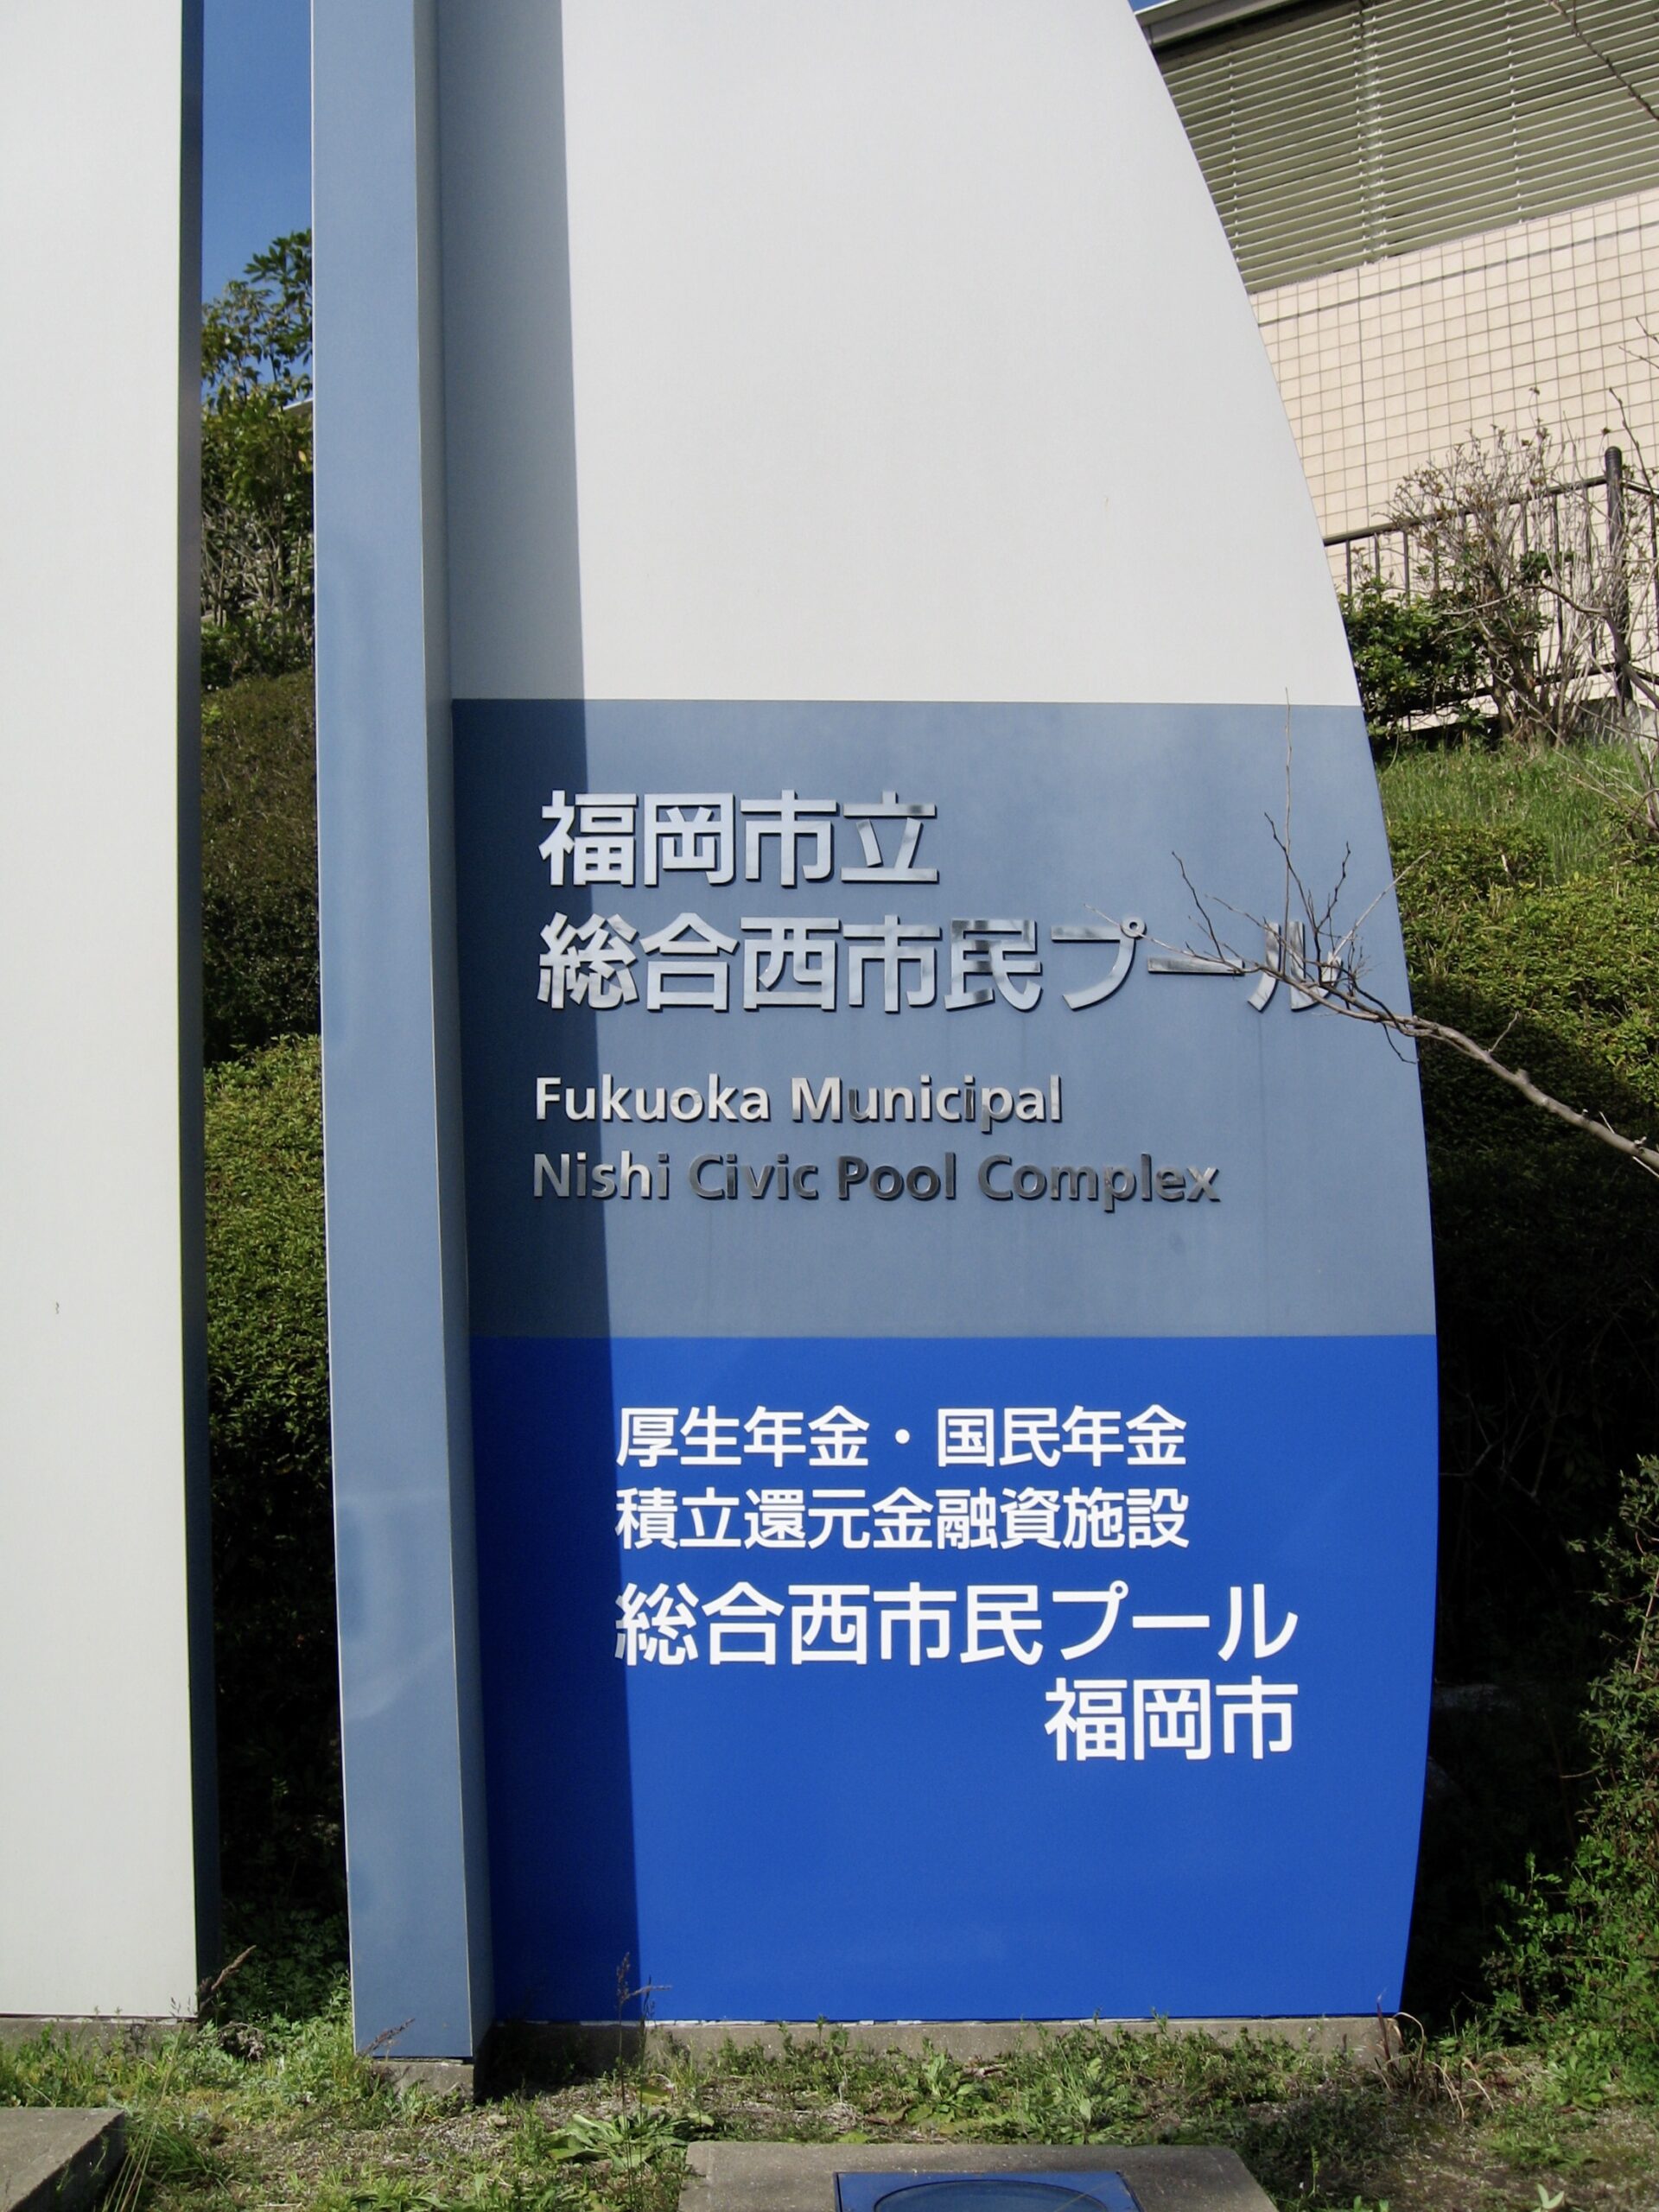 福岡市立
総合西市民プール
Fukuoka Municipal
Nishi Civic Pool Complex
厚生年金・国民年金
積立還元金融資施設
総合西市民プール
福岡市